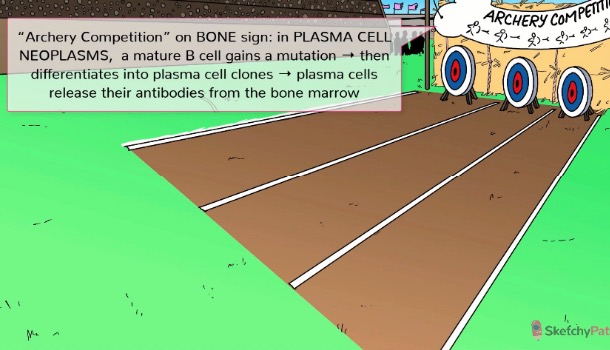 ARCHERY COMPETITI
"Archery Competition" on BONE sign: in PLASMA CELL
NEOPLASMS, a mature B cell gains a mutation → then
differentiates into plasma cell clones → plasma cells
release their antibodies from the bone marrow
SketchyPat